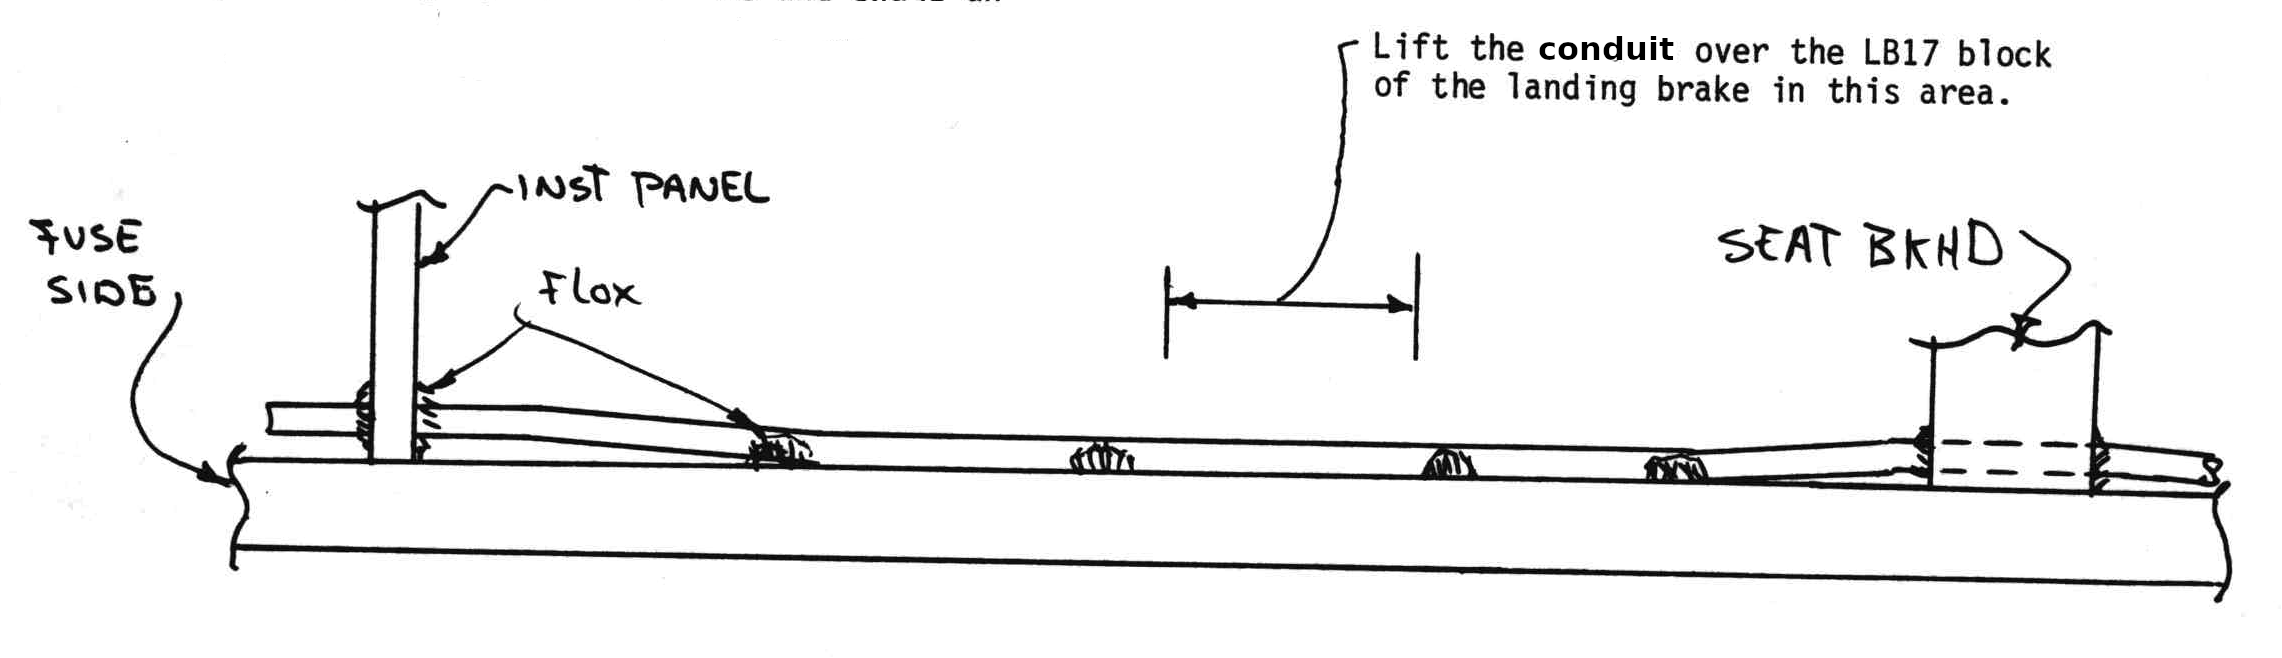 Lift the conduit over the LB17 block
of the landing brake in this area.
INST PANEL
FUSE
SIDE
Flox
SEAT BKHD